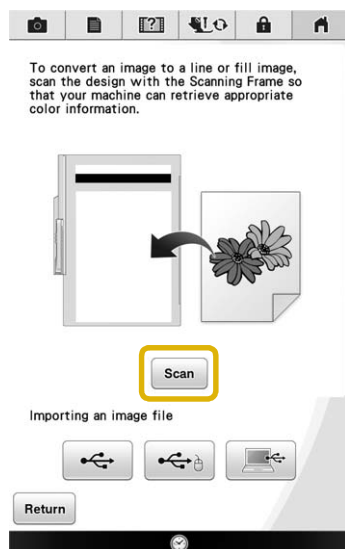 [?]
To convert an image to a line or fill image,
scan the design with the Scanning Frame so
that your machine can retrieve appropriate
color information.
Scan
Importing an image file
Return